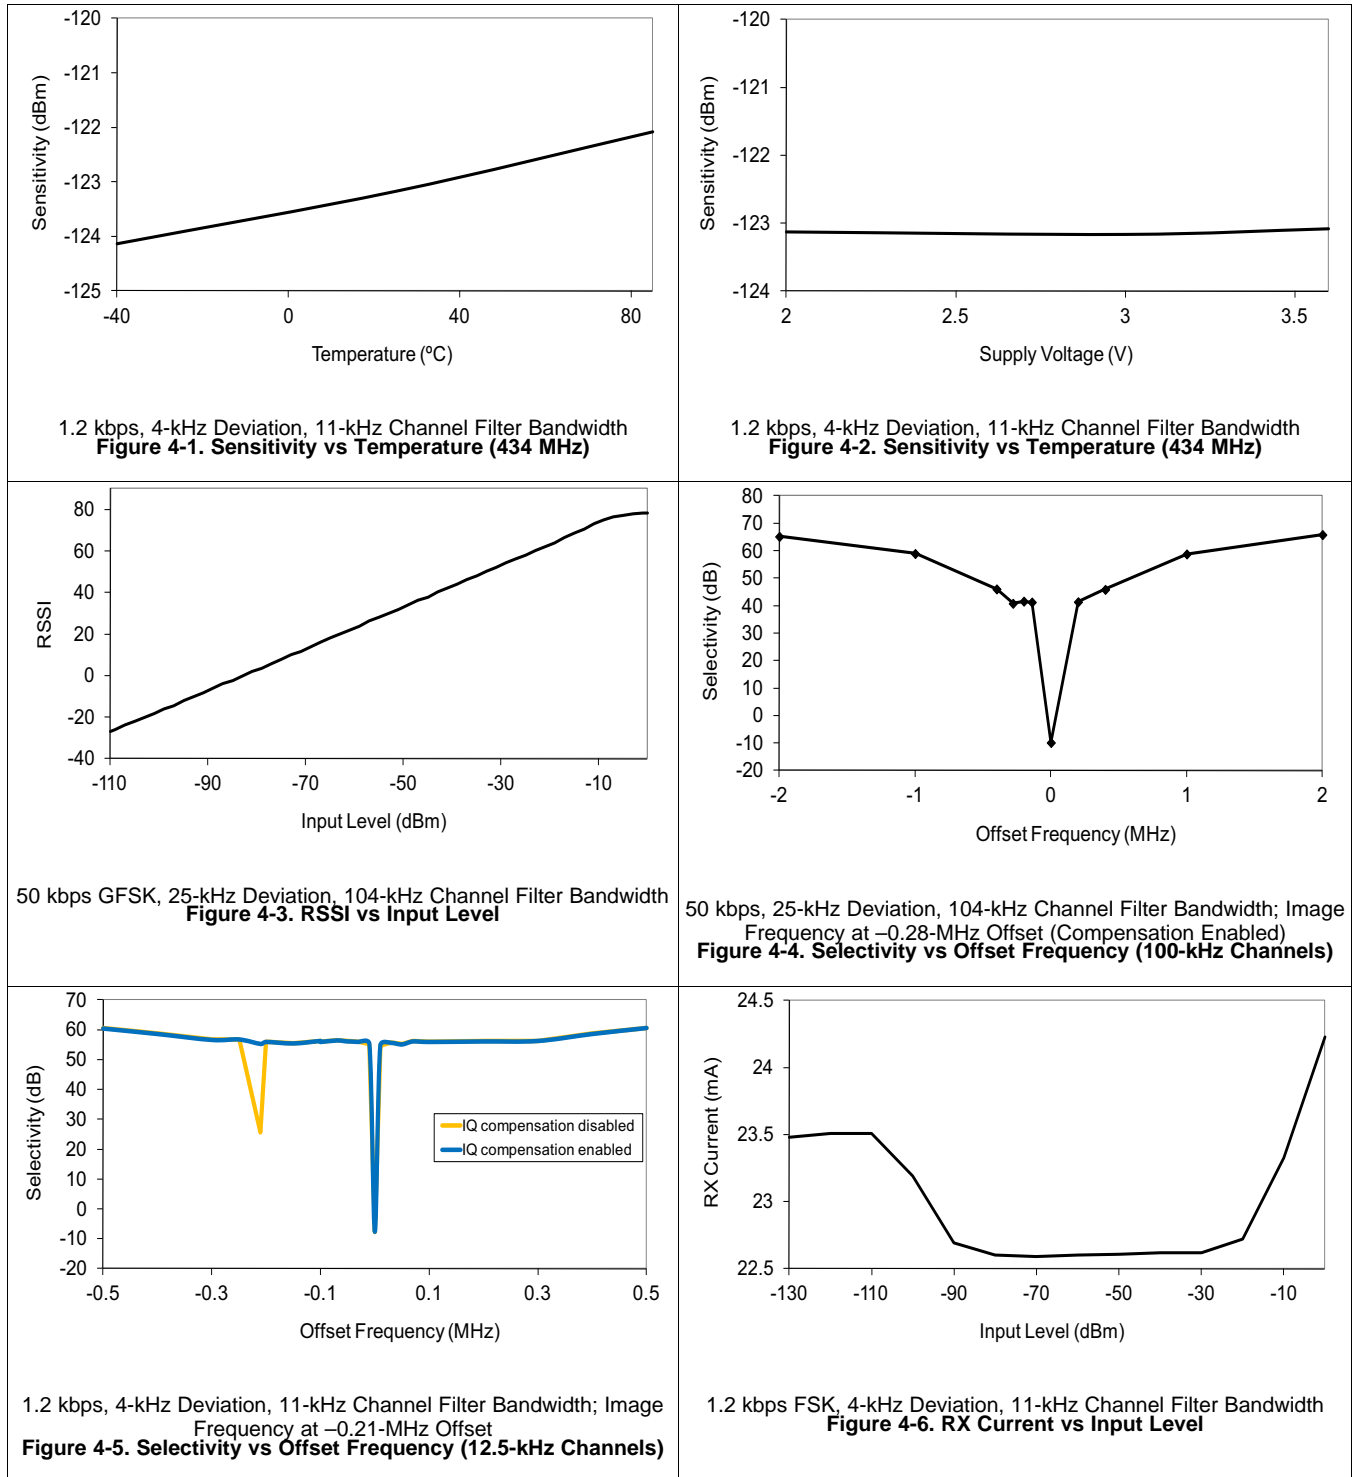 -120
-121
-122
-123
-124
-125
-40
0
40
80
Sensitivity (dBm)
Temperature (ºC)
1.2 kbps, 4-kHz Deviation, 11-kHz Channel Filter Bandwidth
Figure 4-1. Sensitivity vs Temperature (434 MHz)
-120
-121
-122
-123
-124
2
2.5
3
3.5
Sensitivity (dBm)
Supply Voltage (V)
1.2 kbps, 4-kHz Deviation, 11-kHz Channel Filter Bandwidth
Figure 4-2. Sensitivity vs Temperature (434 MHz)
80
60
40
20
0
-20
-40
-110
-90
-70
-50
-30
-10
RSSI
Input Level (dBm)
50 kbps GFSK, 25-kHz Deviation, 104-kHz Channel Filter Bandwidth
Figure 4-3. RSSI vs Input Level
80
70
60
50
40
30
20
10
0
-10
-20
-2
-1
0
1
2
Selectivity (dB)
Offset Frequency (MHz)
50 kbps, 25-kHz Deviation, 104-kHz Channel Filter Bandwidth; Image
Frequency at –0.28-MHz Offset (Compensation Enabled)
Figure 4-4. Selectivity vs Offset Frequency (100-kHz Channels)
70
60
50
40
30
20
10
0
-10
-20
-0.5
-0.3
-0.1
0.1
0.3
0.5
Selectivity (dB)
IQ compensation disabled
IQ compensation enabled
Offset Frequency (MHz)
1.2 kbps, 4-kHz Deviation, 11-kHz Channel Filter Bandwidth; Image
Frequency at –0.21-MHz Offset
Figure 4-5. Selectivity vs Offset Frequency (12.5-kHz Channels)
24.5
24
23.5
23
22.5
-130
-110
-90
-70
-50
-30
-10
RX Current (mA)
Input Level (dBm)
1.2 kbps FSK, 4-kHz Deviation, 11-kHz Channel Filter Bandwidth
Figure 4-6. RX Current vs Input Level